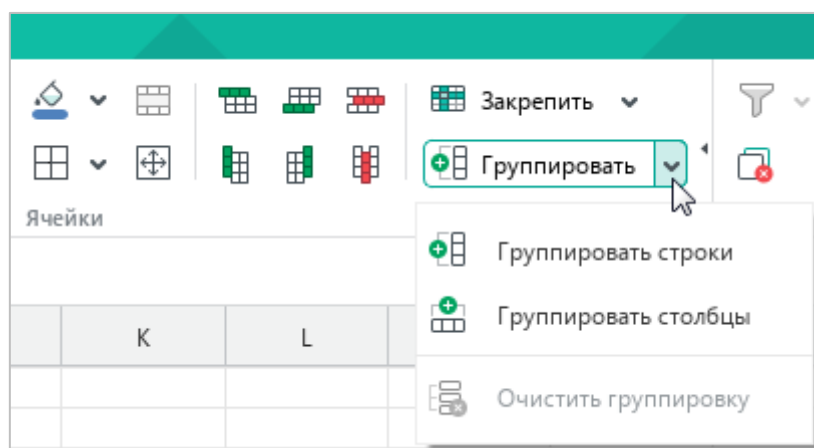 Закрепить
Группировать
Ячейки
Группировать строки
Группировать столбцы
Очистить группировку
K L